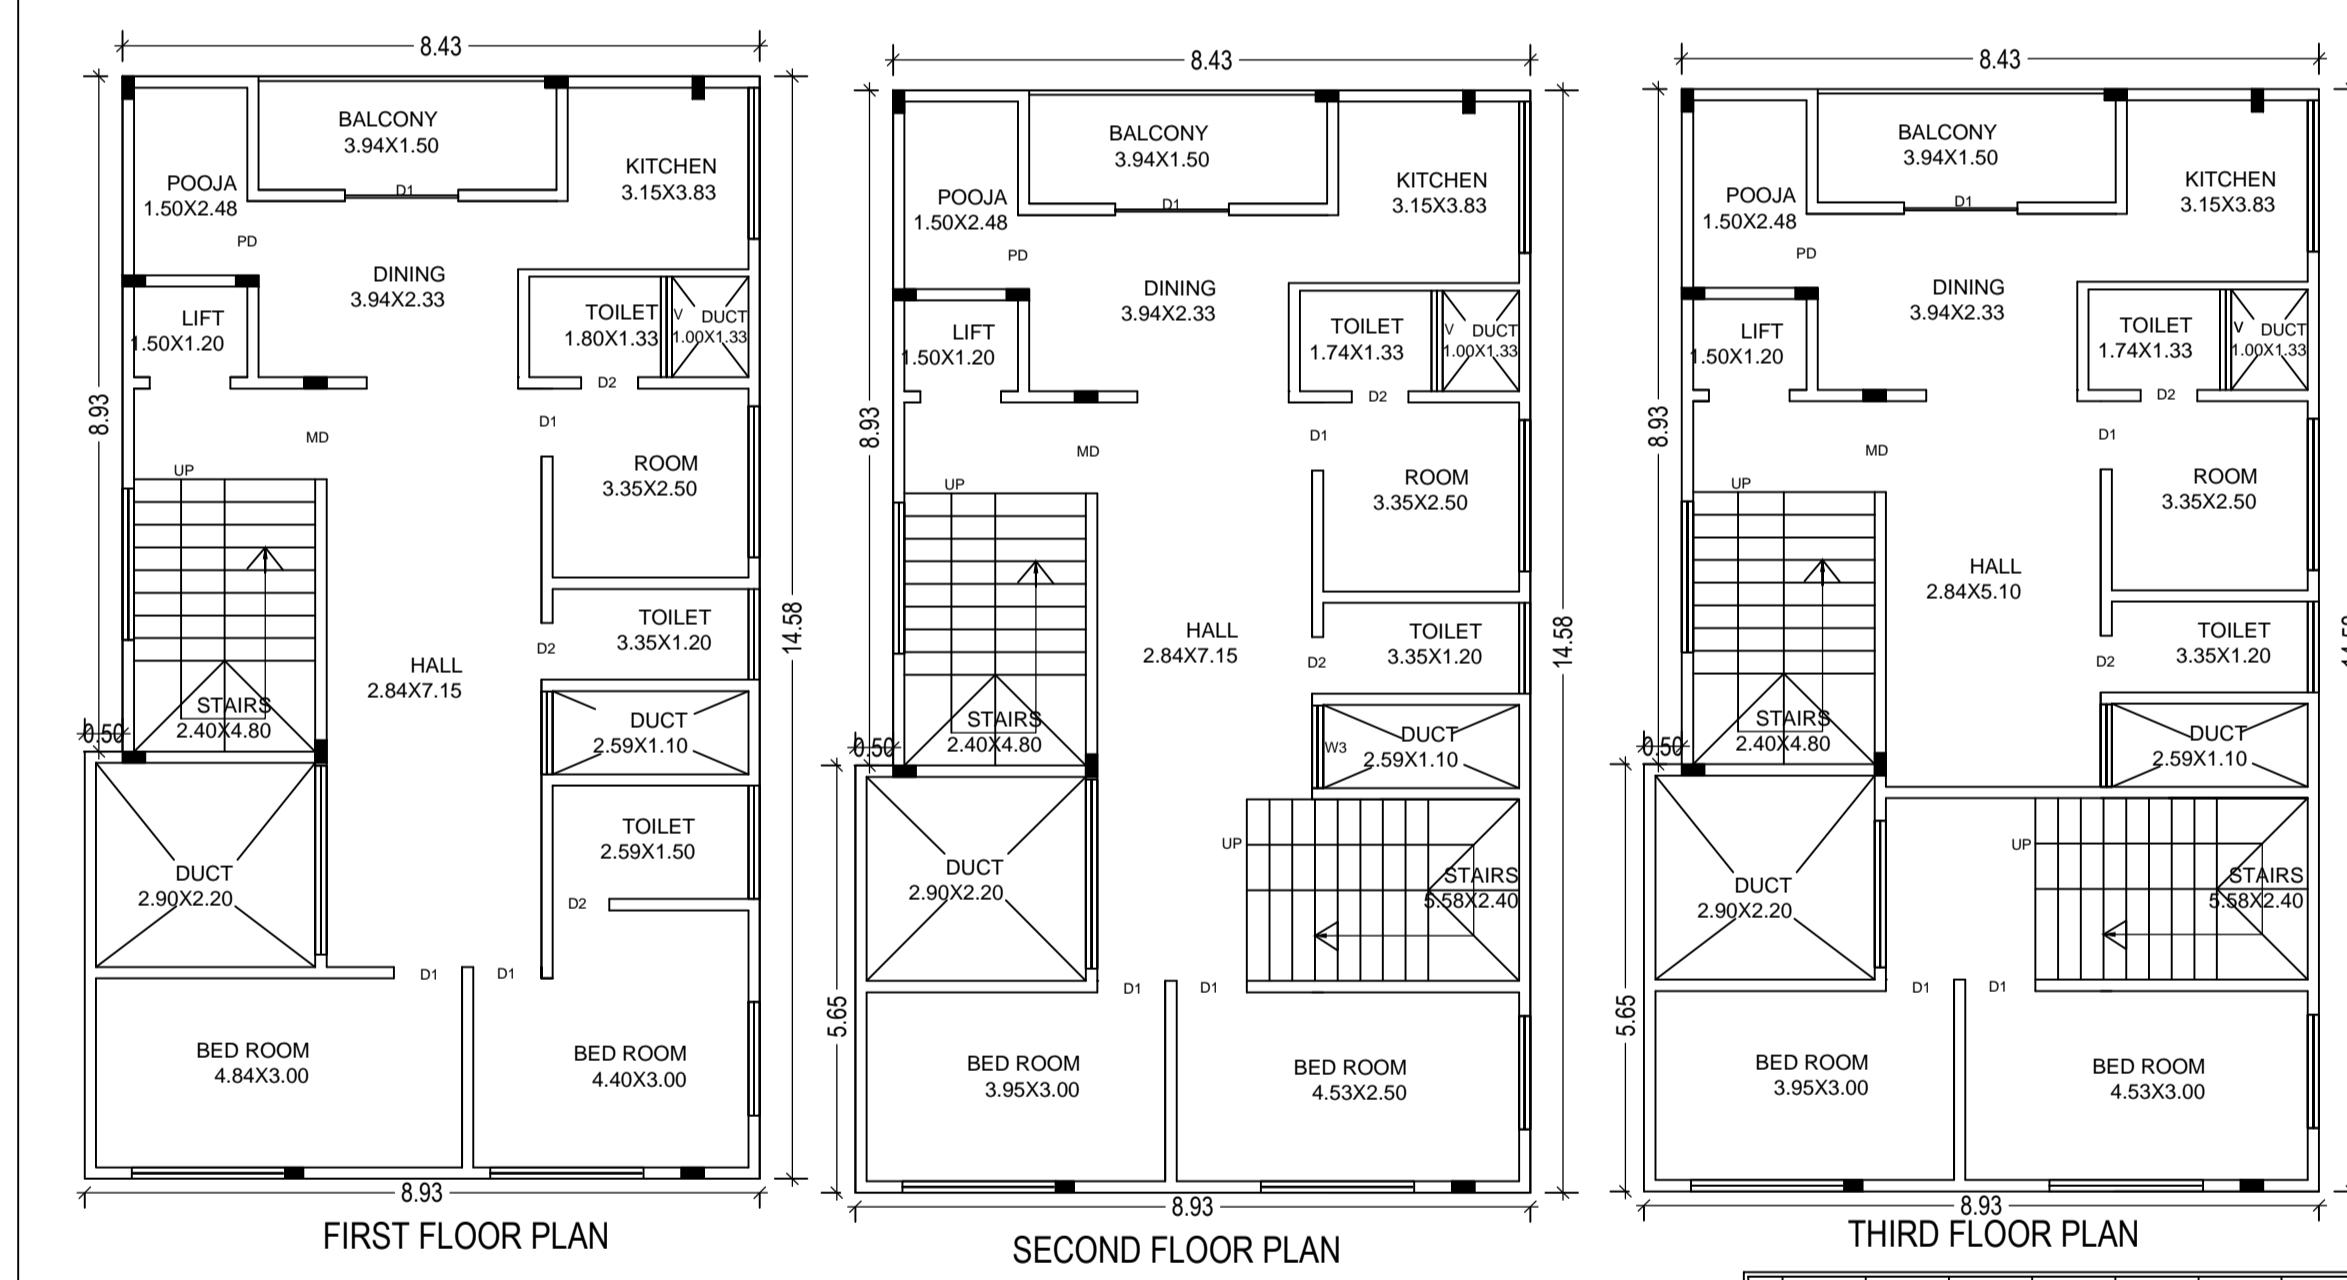 8.43
BALCONY
3.94X1.50
KITCHEN
3.15X3.83
D1
POOJA
1.50X2.48
PD
DINING
3.94X2.33
TOILET
1.80X1.33
V
DUCT
1.00X1.33
LIFT
1.50X1.20
D2
8.93
D1
MD
UP
ROOM
3.35X2.50
14.58
TOILET
3.35X1.20
D2
HALL
2.84X7.15
STAIRS
2.40X4.80
0.50
DUCT
2.59X1.10
TOILET
2.59X1.50
DUCT
2.90X2.20
D2
D1
D1
BED ROOM
4.84X3.00
BED ROOM
4.40X3.00
8.93
FIRST FLOOR PLAN
8.43
BALCONY
3.94X1.50
KITCHEN
3.15X3.83
D1
POOJA
1.50X2.48
PD
DINING
3.94X2.33
TOILET
1.74X1.33
V
DUCT
1.00X1.33
LIFT
1.50X1.20
D2
8.93
D1
MD
UP
ROOM
3.35X2.50
14.58
HALL
2.84X7.15
TOILET
3.35X1.20
D2
STAIRS
2.40X4.80
0.50
W3
DUCT
2.59X1.10
UP
DUCT
2.90X2.20
STAIRS
5.58X2.40
D1
D1
5.65
BED ROOM
3.95X3.00
BED ROOM
4.53X2.50
8.93
SECOND FLOOR PLAN
8.43
BALCONY
3.94X1.50
KITCHEN
3.15X3.83
D1
POOJA
1.50X2.48
PD
DINING
3.94X2.33
TOILET
1.74X1.33
V
DUCT
1.00X1.33
LIFT
1.50X1.20
D2
8.93
D1
MD
UP
ROOM
3.35X2.50
HALL
2.84X5.10
TOILET
3.35X1.20
D2
STAIRS
2.40X4.80
0.50
DUCT
2.59X1.10
UP
DUCT
2.90X2.20
STAIRS
5.58X2.40
D1
D1
5.65
BED ROOM
3.95X3.00
BED ROOM
4.53X3.00
8.93
THIRD FLOOR PLAN